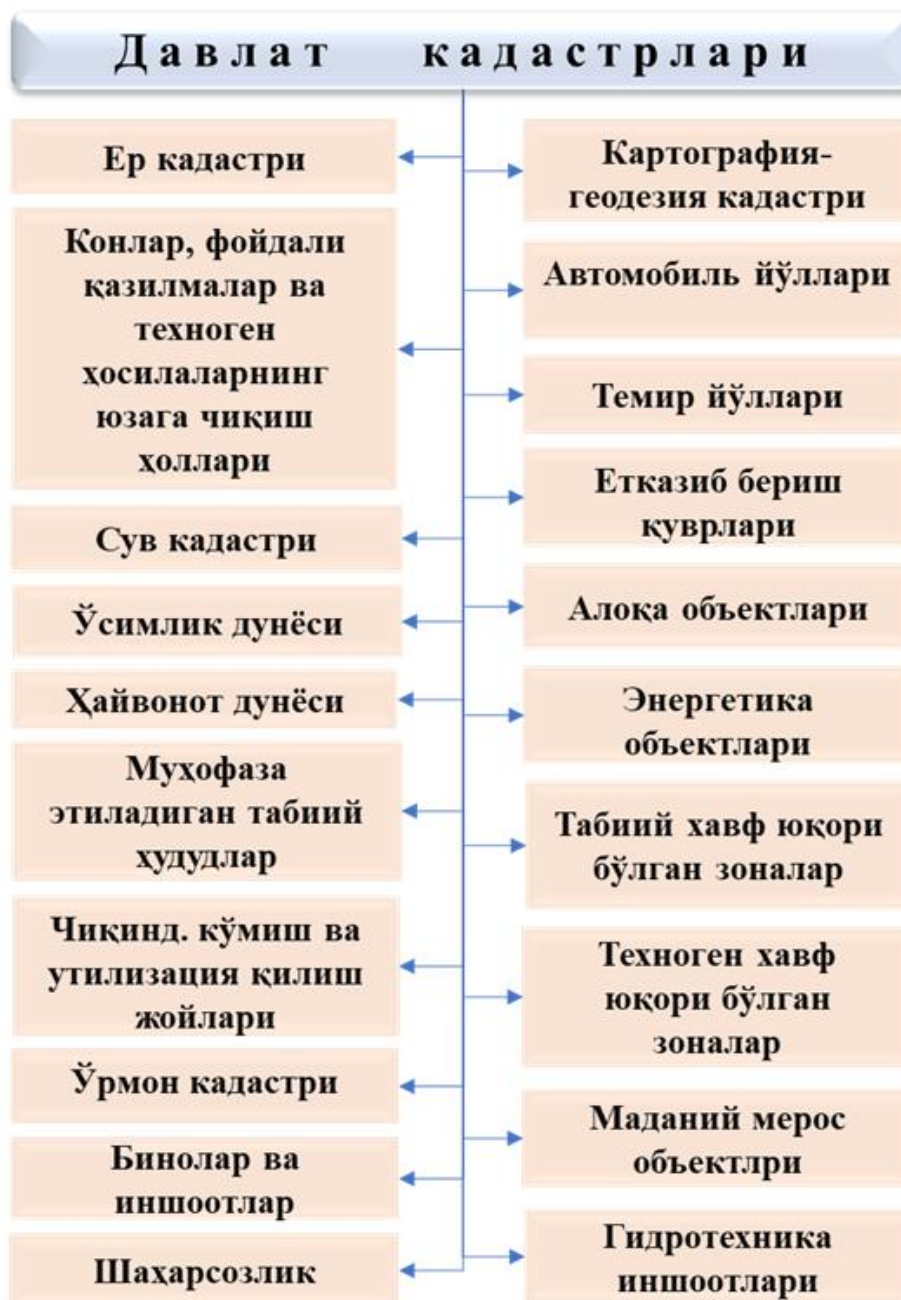 Давлат кадастрлари
Ер кадастри
Конлар, фойдали
қазилмалар ва
техноген
ҳосилаларнинг
юзага чиқиш
ҳоллари
Сув кадастри
Ўсимлик дунёси
Ҳайвонот дунёси
Муҳофаза
этиладиган табиий
ҳудудлар
Чиқинд. кўмиш ва
утилизация қилиш
жойлари
Ўрмон кадастри
Бинолар ва
иншоотлар
Шаҳарсозлик
Картография-
геодезия кадастри
Автомобиль йўллари
Темир йўллари
Етказиб бериш
қуврлари
Алоқа объектлари
Энергетика
объектлари
Табиий хавф юқори
бўлган зоналар
Техноген хавф
юқори бўлган
зоналар
Маданий мерос
объектлри
Гидротехника
иншоотлари